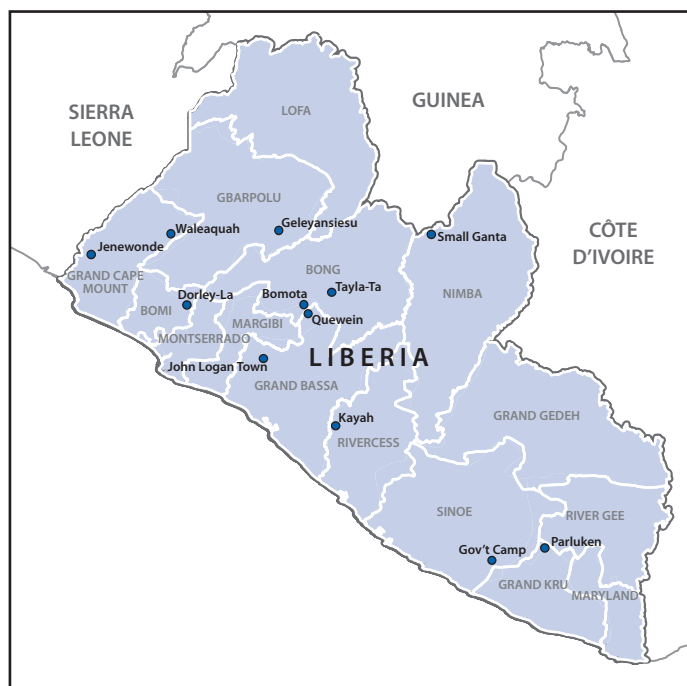 SIERRA
LEONE
GUINEA
CÔTE
D'IVOIRE
LOFA
GBARPOLU
Waleaquah
Geleyansiesu
Small Ganta
Jenewonde
GRAND CAPE
MOUNT
BONG
Tayla-Ta
NIMBA
BOMI
Dorley-La
Bomota
Quewein
MARGIBI
MONTSERRADO
LIBERIA
John Logan Town
GRAND BASSA
Kayah
RIVERCESS
GRAND GEDEH
SINOE
RIVER GEE
Gov't Camp
Parluken
GRAND KRU
MARYLAND